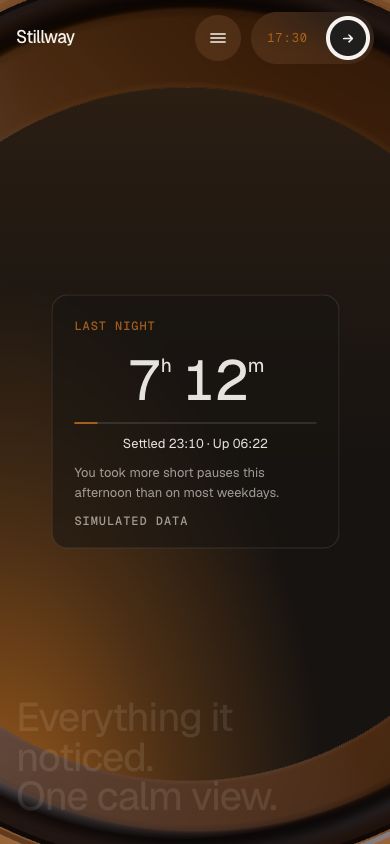 Stillway
17:30
LAST NIGHT
7h 12m
Settled 23:10 · Up 06:22
You took more short pauses this
afternoon than on most weekdays.
SIMULATED DATA
Everything it
noticed.
One calm view.